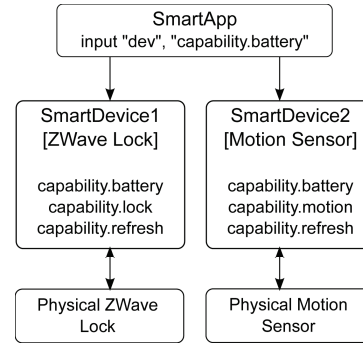 SmartApp
input "dev", "capability.battery"
SmartDevice1
[ZWave Lock]
capability.battery
capability.lock
capability.refresh
SmartDevice2
[Motion Sensor]
capability.battery
capability.motion
capability.refresh
Physical ZWave
Lock
Physical Motion
Sensor